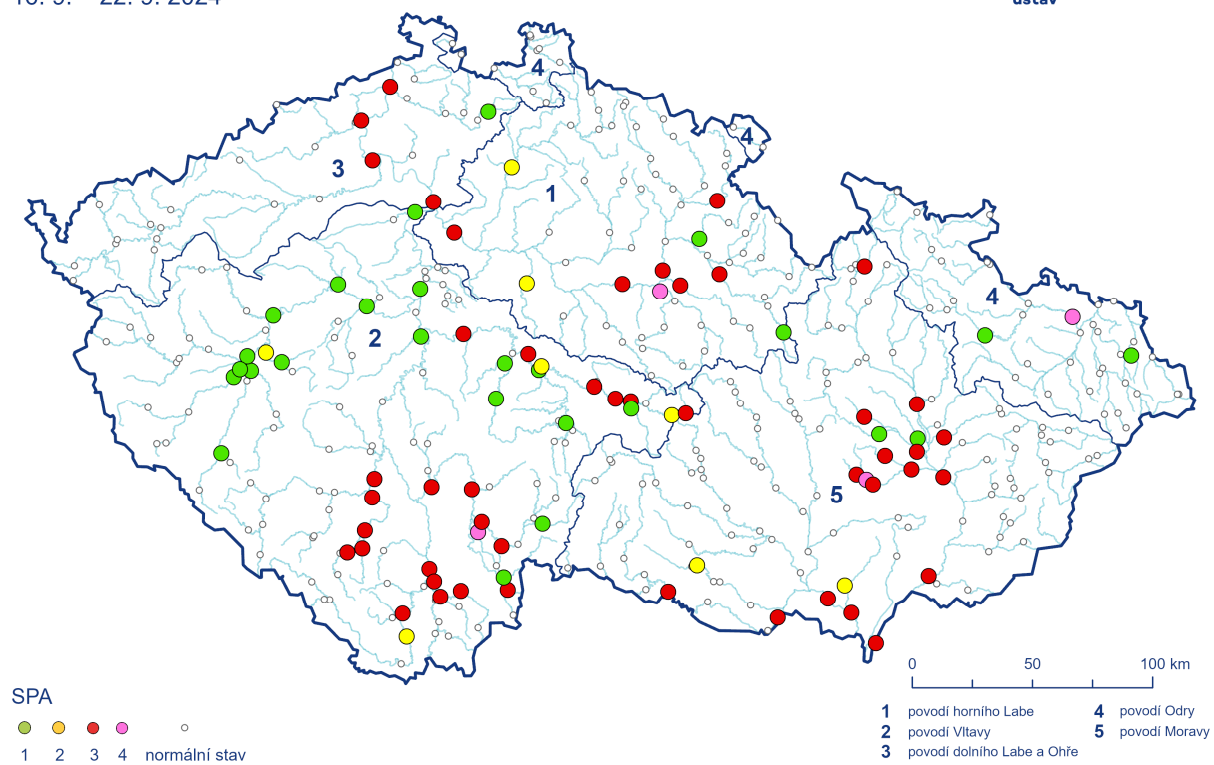 ústav
4
4
3
1
4
2
5
0 50 100 km
SPA
1 2 3 4 normální stav
1 povodí horního Labe
2 povodí Vltavy
3 povodí dolního Labe a Ohře
4 povodí Odry
5 povodí Moravy